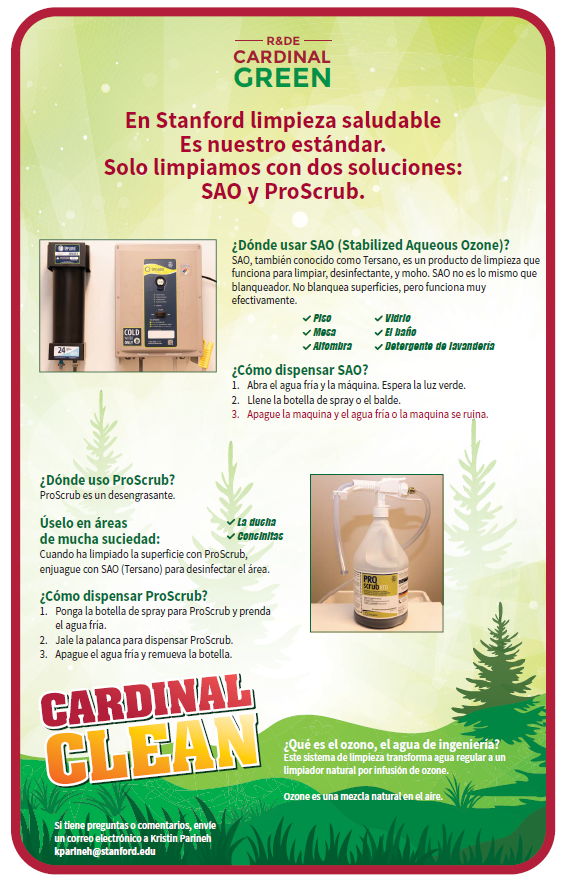 R&DE
CARDINAL
GREEN
En Stanford limpieza saludable
Es nuestro estándar.
Solo limpiamos con dos soluciones:
SAO y ProScrub.
¿Dónde usar SAO (Stabilized Aqueous Ozone)?
SAO, también conocido como Tersano, es un producto de limpieza que
funciona para limpiar, desinfectante, y moho. SAO no es lo mismo que
blanqueador. No blanquea superficies, pero funciona muy
efectivamente.
✓ Piso
✓ Mesa
✓ Alfombra
✓ Vidrio
✓ El baño
✓ Detergente de lavandería
24
COLD
ONLY
¿Cómo dispensar SAO?
1. Abra el agua fría y la máquina. Espera la luz verde.
2. Llene la botella de spray o el balde.
3. Apague la maquina y el agua fría o la maquina se ruina.
¿Dónde uso ProScrub?
ProScrub es un desengrasante.
Úselo en áreas
de mucha suciedad:
✓ La ducha
✓ Concinitas
Cuando ha limpiado la superficie con ProScrub,
enjuague con SAO (Tersano) para desinfectar el área.
¿Cómo dispensar ProScrub?
1. Ponga la botella de spray para ProScrub y prenda
el agua fría.
2. Jale la palanca para dispensar ProScrub.
3. Apague el agua fría y remueva la botella.
PRO
scrub
CARDINAL
CLEAN
¿Qué es el ozono, el agua de ingeniería?
Este sistema de limpieza transforma agua regular a un
limpiador natural por infusión de ozone.
Ozone es una mezcla natural en el aire.
Si tiene preguntas o comentarios, envíe
un correo electrónico a Kristin Parineh
kparineh@stanford.edu